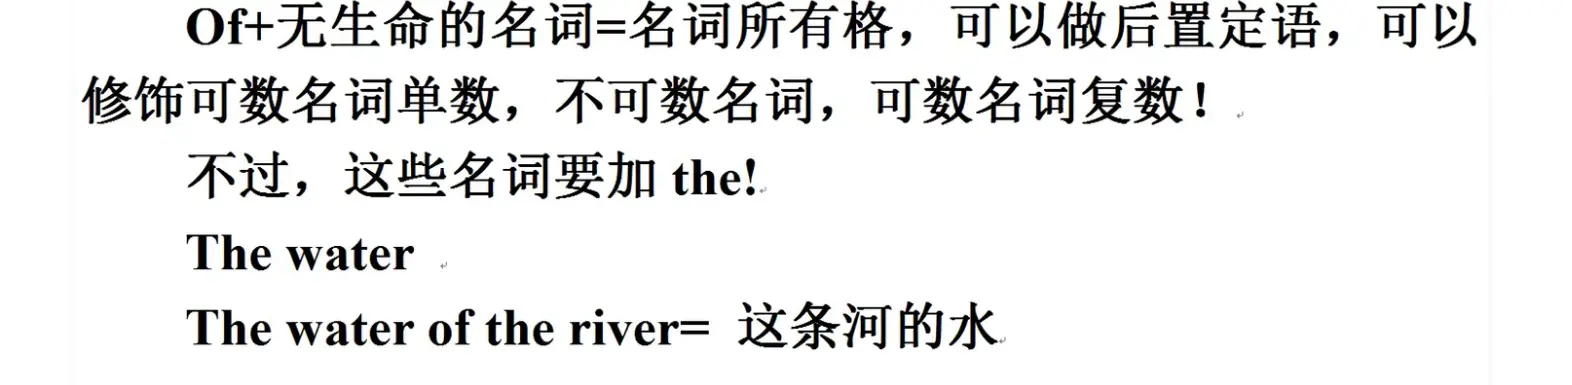 Of+无生命的名词=名词所有格，可以做后置定语，可以
修饰可数名词单数，不可数名词，可数名词复数！
不过，这些名词要加 the!
The water
The water of the river= 这条河的水